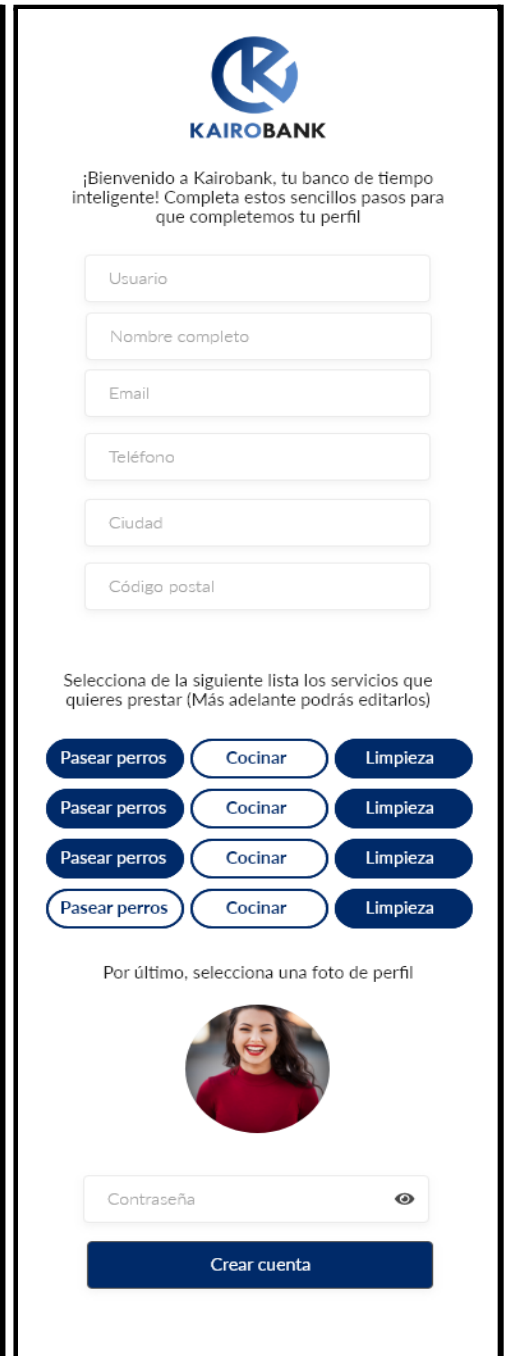 KAIROBANK
¡Bienvenido a Kairobank, tu banco de tiempo
inteligente! Completa estos sencillos pasos para
que completemos tu perfil
Usuario
Nombre completo
Email
Teléfono
Ciudad
Código postal
Selecciona de la siguiente lista los servicios que
quieres prestar (Más adelante podrás editarlos)
Pasear perros Cocinar Limpieza
Pasear perros Cocinar Limpieza
Pasear perros Cocinar Limpieza
Pasear perros Cocinar Limpieza
Por último, selecciona una foto de perfil
Contraseña
Crear cuenta